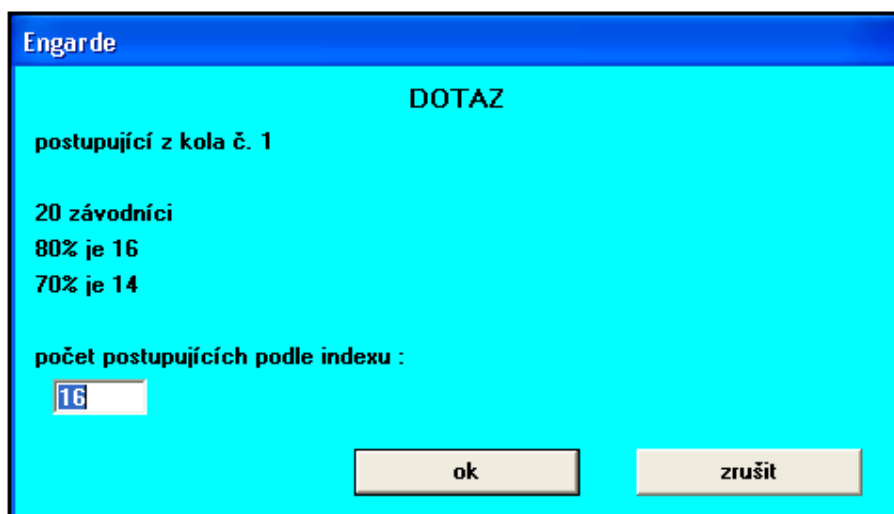 Engarde
DOTAZ
postupující z kola č. 1
20 závodníci
80% je 16
70% je 14
počet postupujících podle indexu :
16
ok zrušit